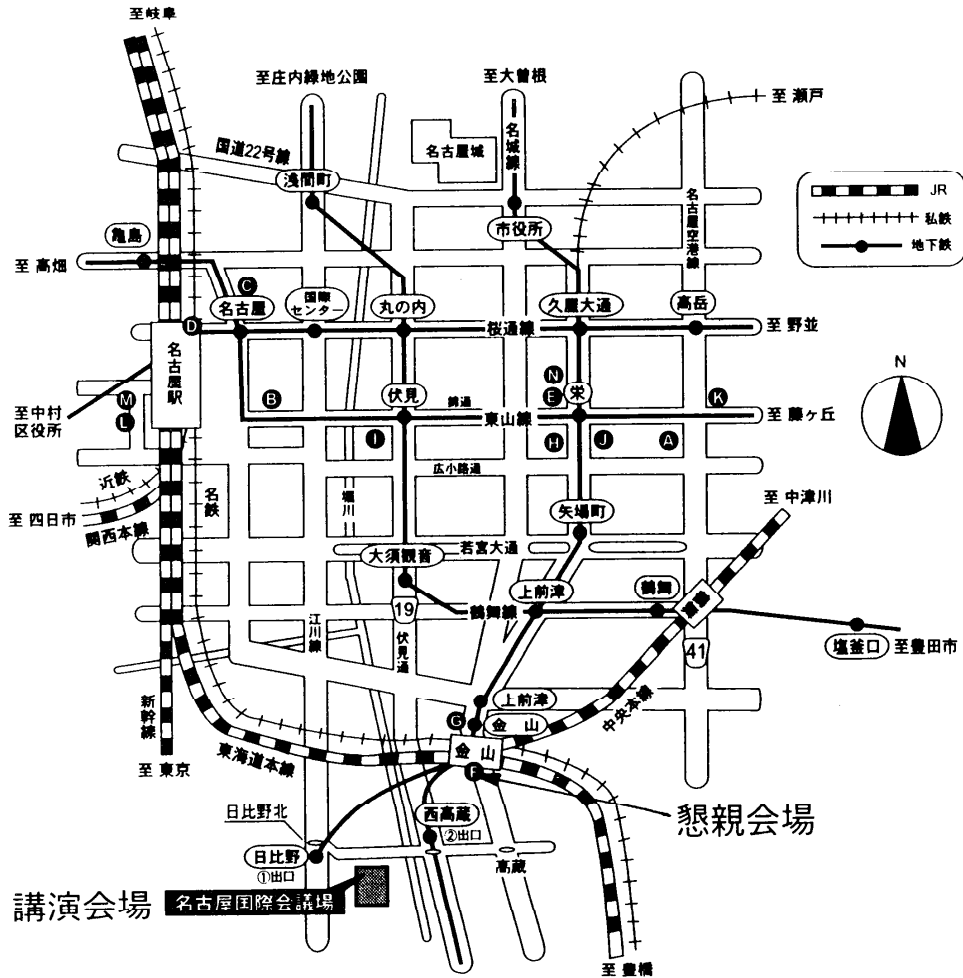 至岐阜
至庄内緑地公園
至大曽根
至 瀬戸
国道22号線
名古屋城
名城線
浅間町
市役所
名古屋空港線
JR
私鉄
地下鉄
亀島
至 高畑
C
名古屋
国際
センター
丸の内
久屋大通
高岳
D
桜通線
至 野並
名古屋駅
N
N
E
栄
伏見
錦通
B
M
L
K
至中村
区役所
東山線
至 藤ヶ丘
I
H
J
A
広小路通
近鉄
名鉄
堀川
至 四日市
関西本線
至 中津川
矢場町
若宮大通
大須観音
上前津
鶴舞
鶴舞
19
鶴舞線
江川線
伏見通
41
塩釜口
至豊田市
上前津
G
金山
中央本線
新幹線
東海道本線
金山
F
至 東京
懇親会場
日比野北
西高蔵
②出口
日比野
①出口
高蔵
講演会場
名古屋国際会議場
至 豊橋